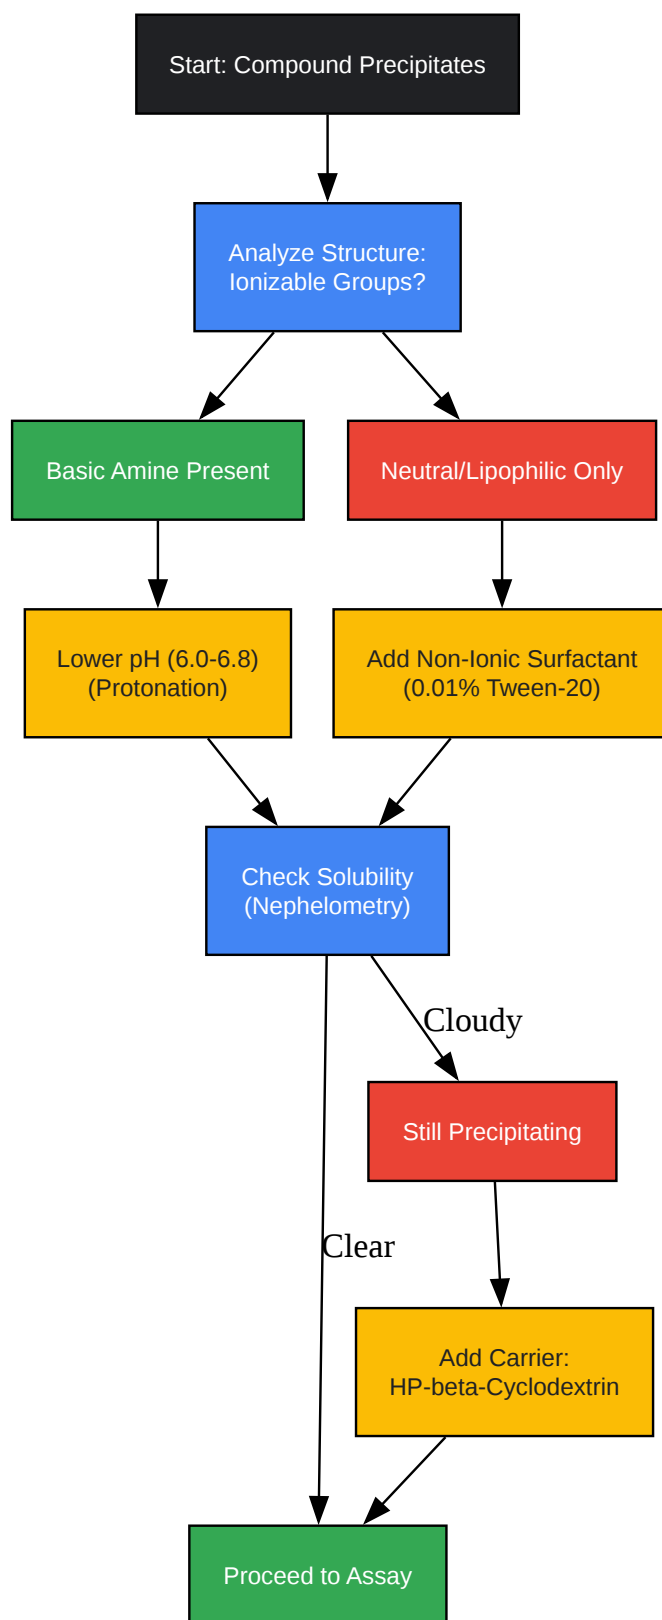 Start: Compound Precipitates
Analyze Structure:
Ionizable Groups?
Basic Amine Present
Neutral/Lipophilic Only
Lower pH (6.0-6.8)
(Protonation)
Add Non-Ionic Surfactant
(0.01% Tween-20)
Check Solubility
(Nephelometry)
Cloudy
Still Precipitating
Clear
Add Carrier:
HP-beta-Cyclodextrin
Proceed to Assay